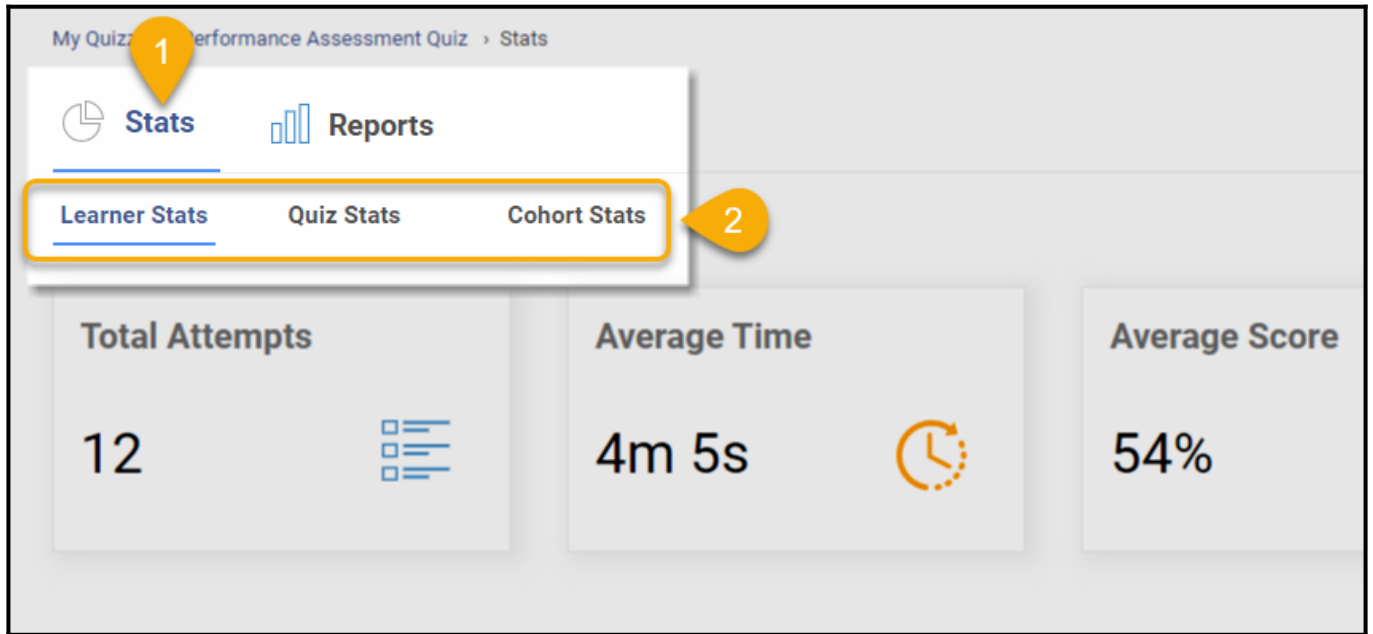 My Quiz erformance Assessment Quiz › Stats
1
Stats Reports
Learner Stats Quiz Stats Cohort Stats
2
Total Attempts Average Time Average Score
12 4m 5s 54%